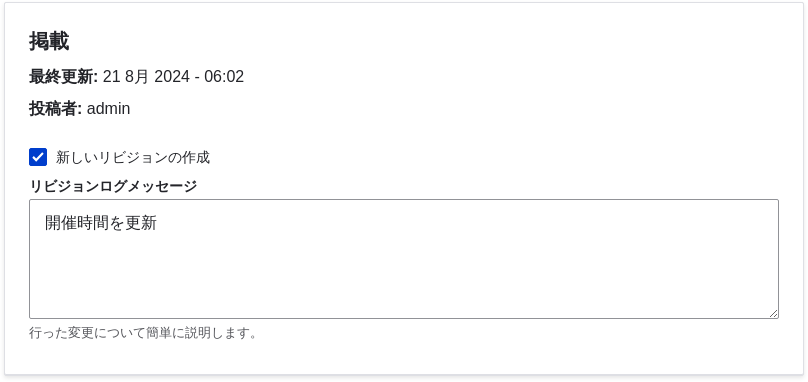 掲載
最終更新: 21 8月 2024 - 06:02
投稿者: admin
新しいリビジョンの作成
リビジョンログメッセージ
開催時間を更新
行った変更について簡単に説明します。